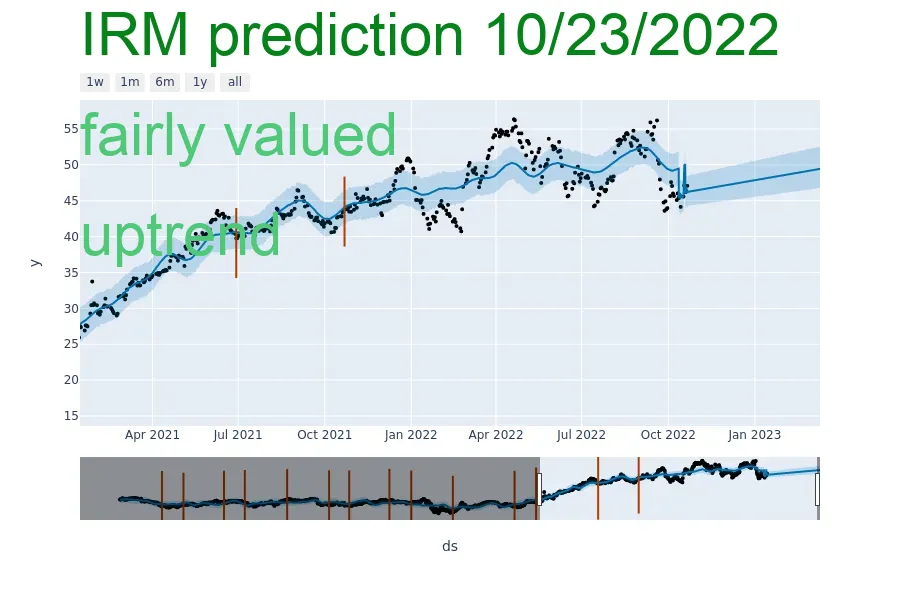 IRM prediction 10/23/2022
1w 1m 6m 1y all
fairly valued
uptrend
55
50
45
40
35
30
25
20
15
y
Apr 2021 Jul 2021 Oct 2021 Jan 2022 Apr 2022 Jul 2022 Oct 2022 Jan 2023
ds